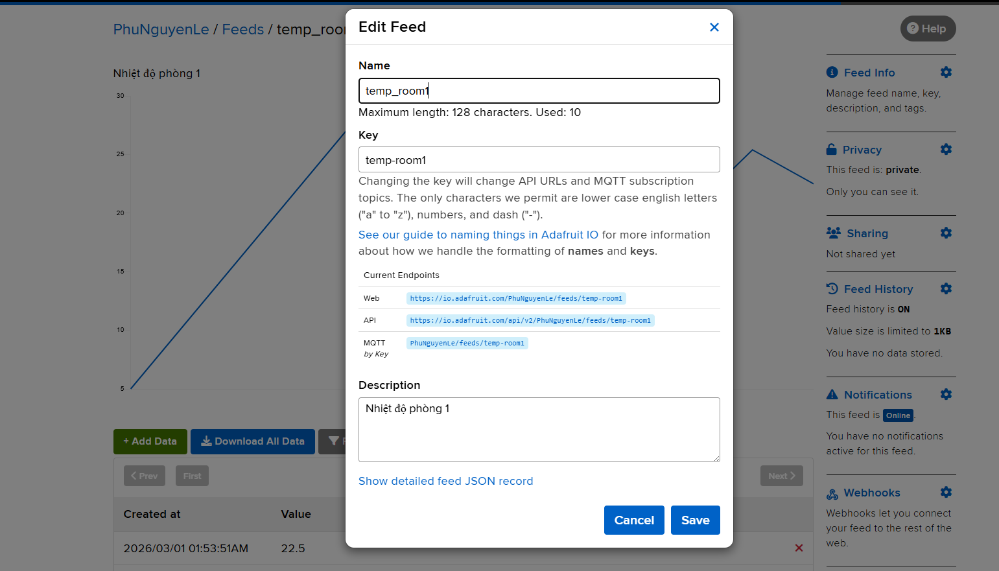 PhuNguyenLe / Feeds / temp_roo
Help
Nhiệt độ phòng 1
30
25
20
15
10
5
+ Add Data
Download All Data
Prev
First
Next
Created at
Value
2026/03/01 01:53:51AM
22.5
Edit Feed
Name
temp_room1
Maximum length: 128 characters. Used: 10
Key
temp-room1
Changing the key will change API URLs and MQTT subscription
topics. The only characters we permit are lower case english letters
("a" to "z"), numbers, and dash ("-").
See our guide to naming things in Adafruit IO for more information
about how we handle the formatting of names and keys.
Current Endpoints
Web
https://io.adafruit.com/PhuNguyenLe/feeds/temp-room1
API
https://io.adafruit.com/api/v2/PhuNguyenLe/feeds/temp-room1
MQTT
by Key
PhuNguyenLe/feeds/temp-room1
Description
Nhiệt độ phòng 1
Show detailed feed JSON record
Cancel
Save
Feed Info
Manage feed name, key,
description, and tags.
Privacy
This feed is: private.
Only you can see it.
Sharing
Not shared yet
Feed History
Feed history is ON
Value size is limited to 1KB
You have no data stored.
Notifications
This feed is Online.
You have no notifications
active for this feed.
Webhooks
Webhooks let you connect
your feed to the rest of the
web.